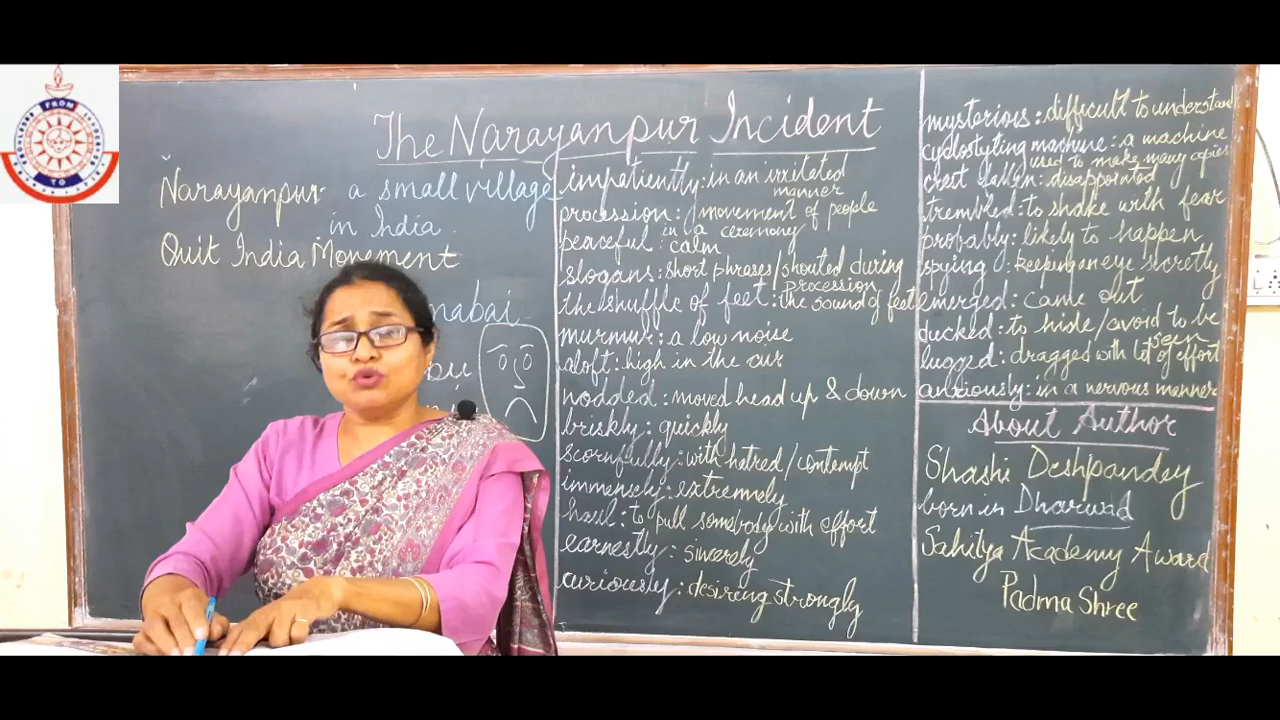 The Narayanpur Incident
Narayanpur - a small village
in India.
Quit India Movement
nabai
impatiently: in an irritated
manner
procession: movement of people
in a ceremony
peaceful: calm
slogans: short phrases/shouted during
procession
the shuffle of feet: the sound of feet
murmur: a low noise
aloft: high in the air
nodded: moved head up & down
briskly: quickly
scornfully: with hatred/contempt
immensely: extremely
haul: to pull somebody with effort
earnestly: sincerely
curiously: desiring strongly
mysterious: difficult to understand
cyclostyling machine: a machine
used to make many copies
crest fallen: disappointed
trembled: to shake with fear
probably: likely to happen
spying: keeping an eye secretly
emerged: came out
ducked: to hide/avoid to be
seen
lugged: dragged with lot of effort
anxiously: in a nervous manner
About Author
Shashi Deshpandey
born in Dharwad
Sahitya Academy Award
Padma Shree
FROM
TO